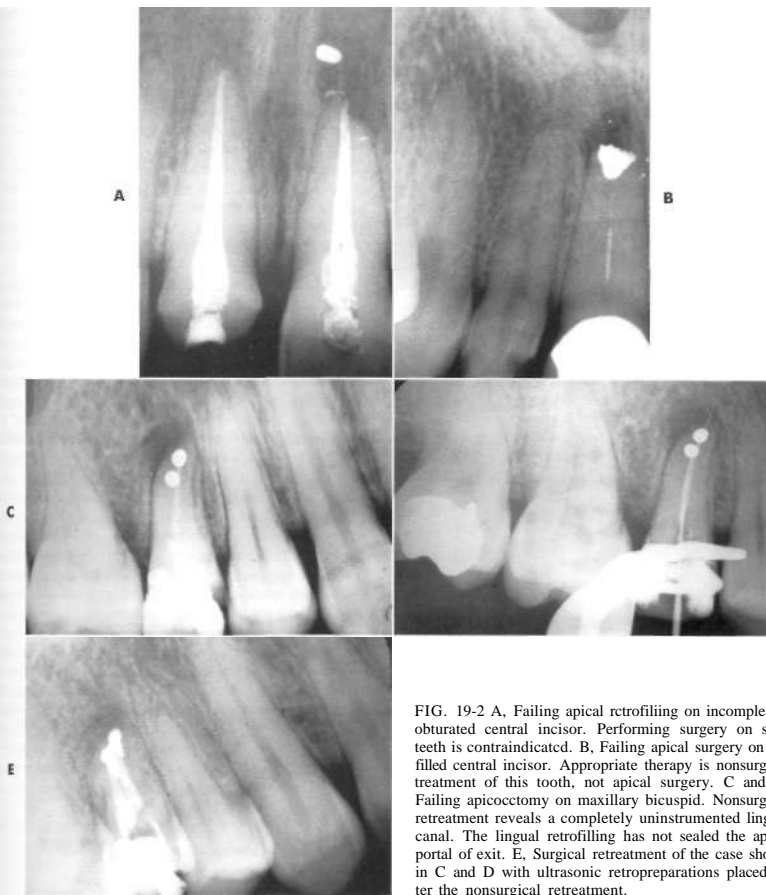 A
B
C
E
FIG. 19-2 A, Failing apical rctrofiliing on incomple
obturated central incisor. Performing surgery on s
teeth is contraindicatcd. B, Failing apical surgery on
filled central incisor. Appropriate therapy is nonsurg
treatment of this tooth, not apical surgery. C and
Failing apicocctomy on maxillary bicuspid. Nonsurg
retreatment reveals a completely uninstrumented ling
canal. The lingual retrofilling has not sealed the ap
portal of exit. E, Surgical retreatment of the case sho
in C and D with ultrasonic retropreparations placed
ter the nonsurgical retreatment.